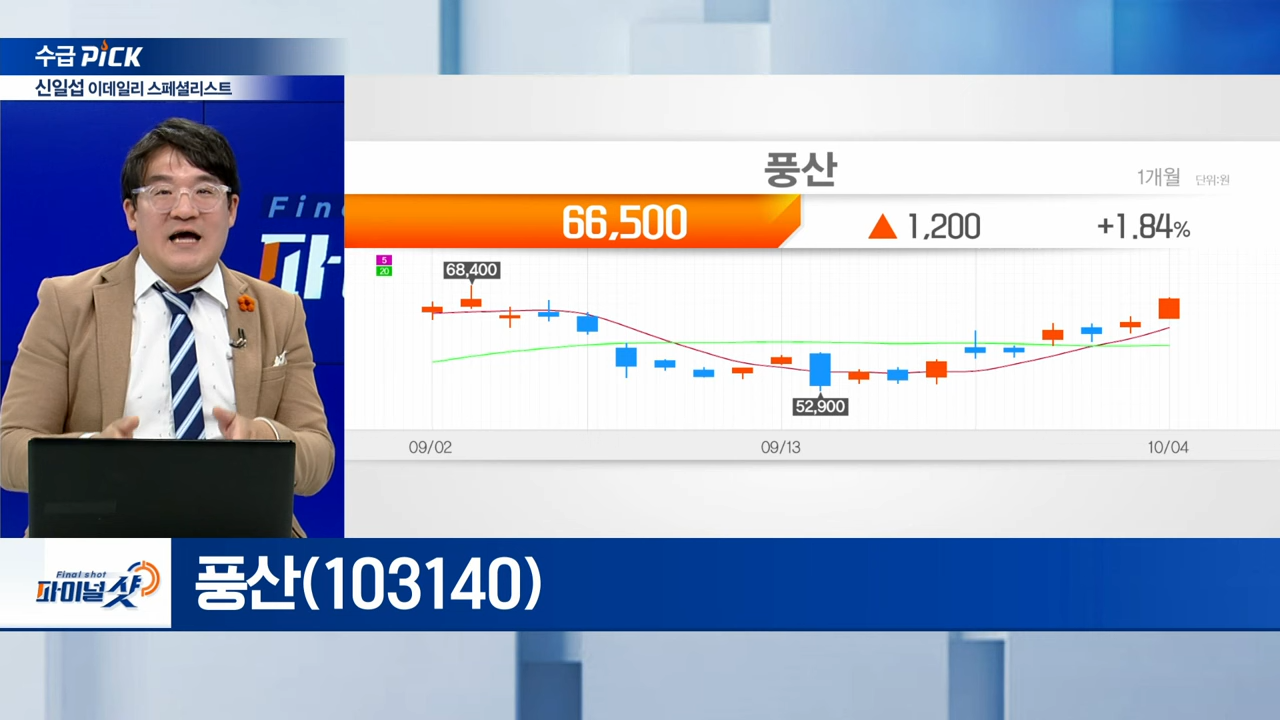 수급 PiCK
신일섭 이데일리 스페셜리스트
Fin
파
풍산
1개월 단위:원
66,500 ▲ 1,200 +1.84%
5
20
68,400
52,900
09/02 09/13 10/04
Final shot
파이널샷
풍산(103140)